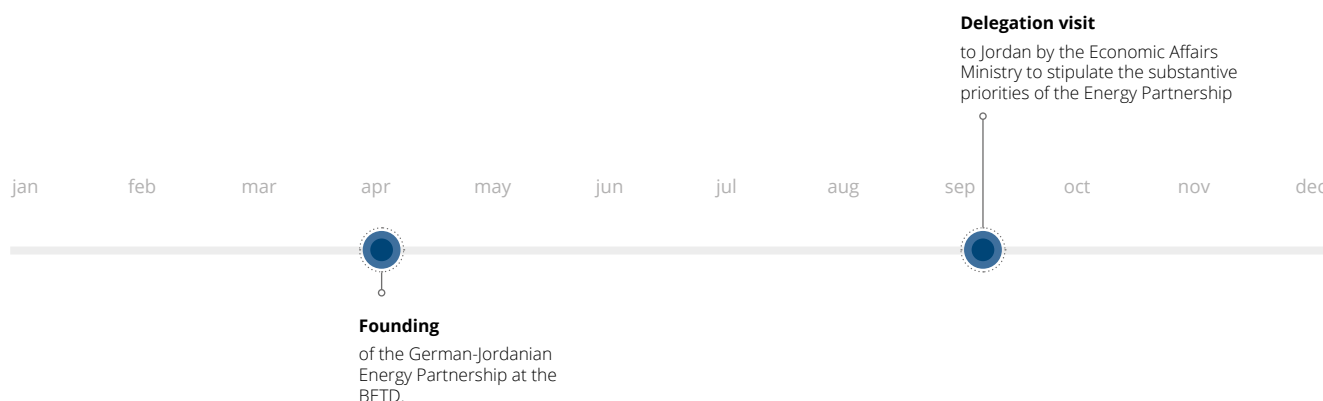 Delegation visit
to Jordan by the Economic Affairs
Ministry to stipulate the substantive
priorities of the Energy Partnership
jan feb mar apr may jun jul aug sep oct nov dec
Founding
of the German-Jordanian
Energy Partnership at the
BETD.